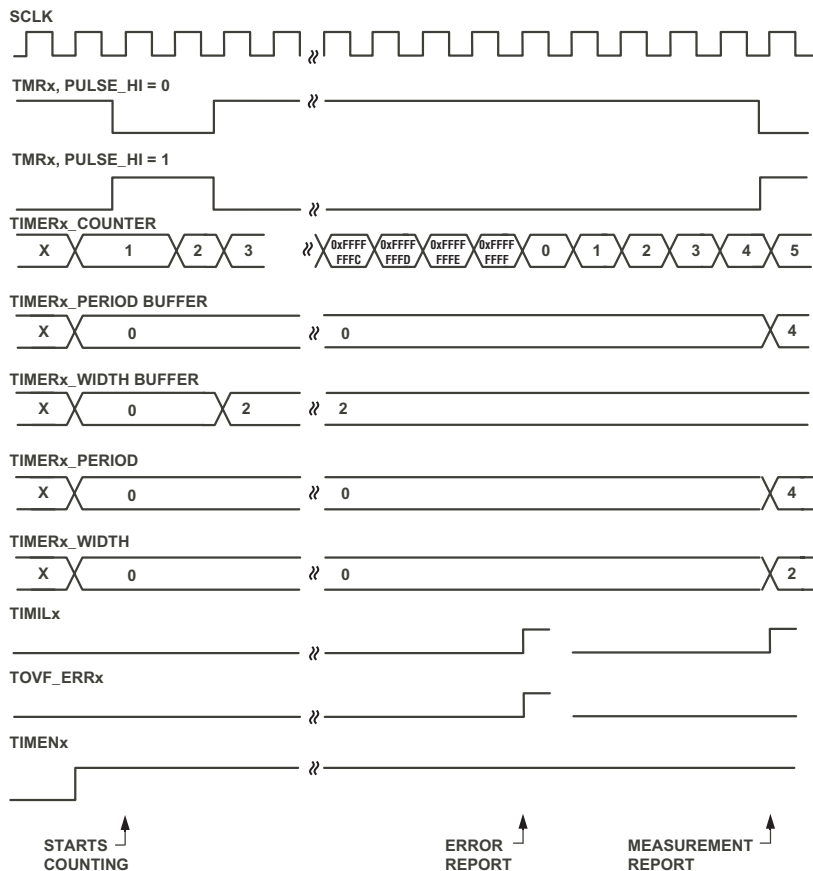 SCLK
TMRx, PULSE_HI = 0
TMRx, PULSE_HI = 1
TIMERx_COUNTER
X 1 2 3 0xFFFF FFFC 0xFFFF FFFD 0xFFFF FFFE 0xFFFF FFFF 0 1 2 3 4 5
TIMERx_PERIOD BUFFER
X 0 0 4
TIMERx_WIDTH BUFFER
X 0 2 2
TIMERx_PERIOD
X 0 0 4
TIMERx_WIDTH
X 0 0 2
TIMILx
TOVF_ERRx
TIMENx
STARTS
COUNTING
ERROR
REPORT
MEASUREMENT
REPORT